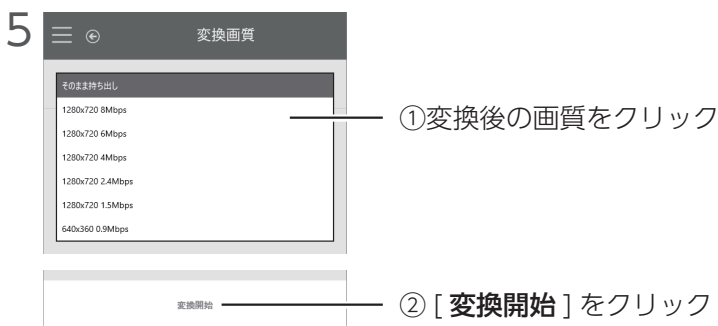 5
変換画質
そのまま持ち出し
1280x720 8Mbps
1280x720 6Mbps
1280x720 4Mbps
1280x720 2.4Mbps
1280x720 1.5Mbps
640x360 0.9Mbps
①変換後の画質をクリック
変換開始
②[変換開始]をクリック